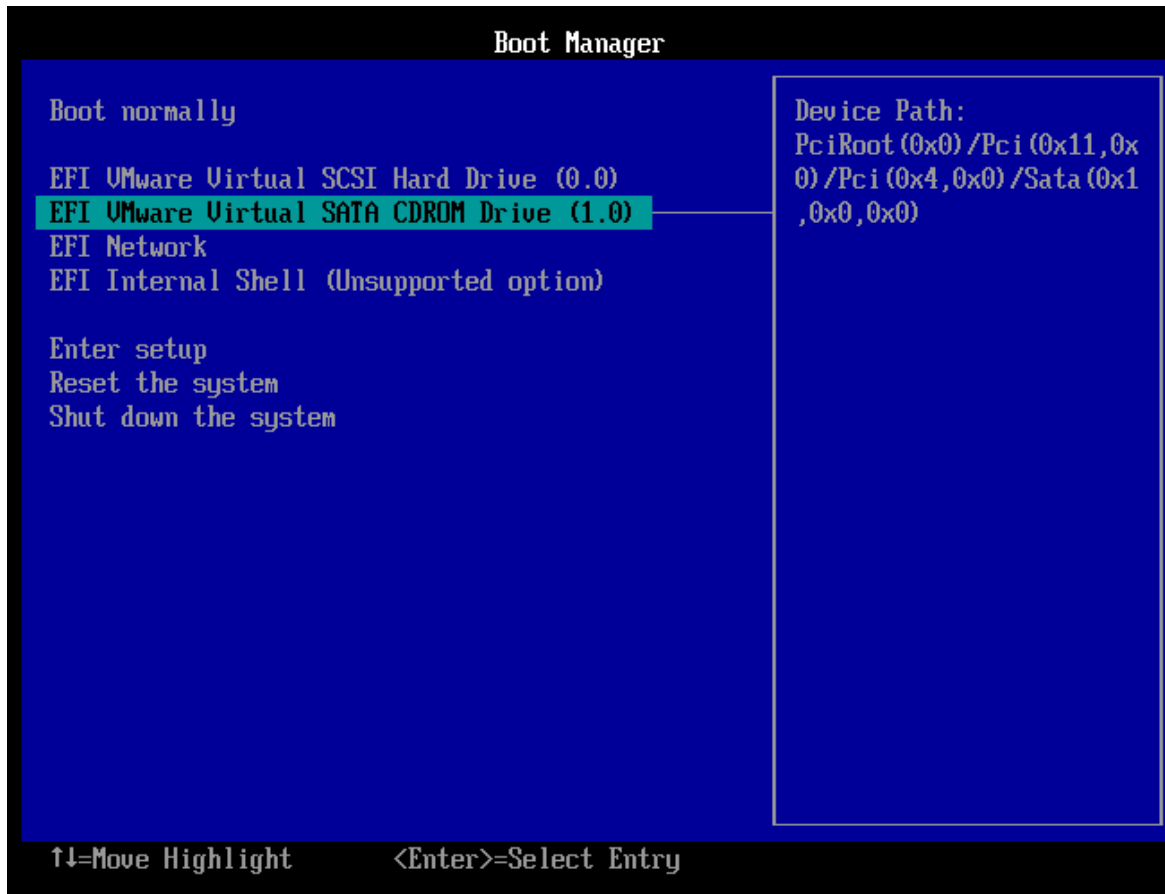 Boot Manager
Boot normally
EFI VMware Virtual SCSI Hard Drive (0.0)
EFI VMware Virtual SATA CDROM Drive (1.0)
EFI Network
EFI Internal Shell (Unsupported option)
Enter setup
Reset the system
Shut down the system
Device Path:
PciRoot(0x0)/Pci(0x11,0x
0)/Pci(0x4,0x0)/Sata(0x1
,0x0,0x0)
↑↓=Move Highlight <Enter>=Select Entry